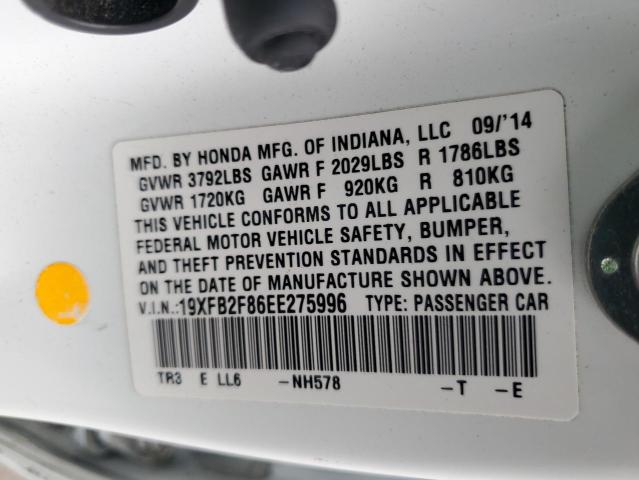 MFD. BY HONDA MFG. OF INDIANA, LLC 09/'14
GVWR 3792LBS GAWR F 2029LBS R 1786LBS
GVWR 1720KG GAWR F 920KG R 810KG
THIS VEHICLE CONFORMS TO ALL APPLICABLE
FEDERAL MOTOR VEHICLE SAFETY, BUMPER,
AND THEFT PREVENTION STANDARDS IN EFFECT
ON THE DATE OF MANUFACTURE SHOWN ABOVE.
V.I.N.:19XFB2F86EE275996 TYPE: PASSENGER CAR
TR3 E LL6 -NH578 -T -E